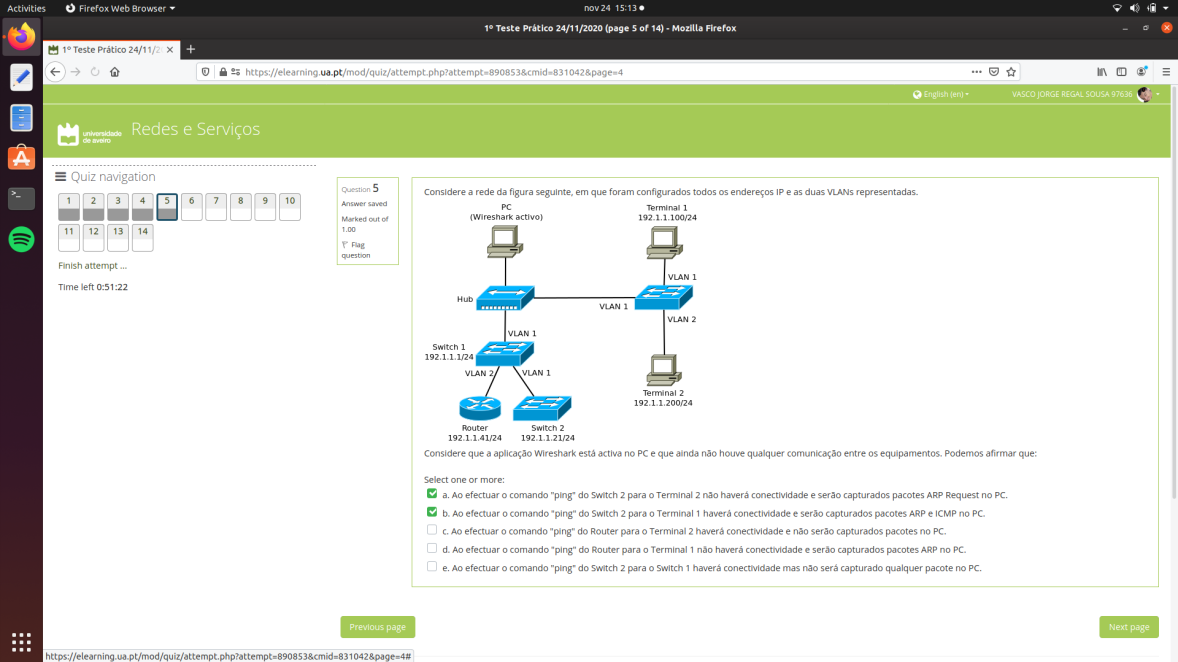 Activities
Firefox Web Browser
nov 24 15:13
1º Teste Prático 24/11/2020 (page 5 of 14) - Mozilla Firefox
1º Teste Prático 24/11/2
https://elearning.ua.pt/mod/quiz/attempt.php?attempt=890853&cmid=831042&page=4
English (en)
VASCO JORGE REGAL SOUSA 97636
universidade
de aveiro
Redes e Serviços
Quiz navigation
1 2 3 4 5 6 7 8 9 10
11 12 13 14
Finish attempt ...
Time left 0:51:22
Question 5
Answer saved
Marked out of
1.00
Flag
question
Considere a rede da figura seguinte, em que foram configurados todos os endereços IP e as duas VLANs representadas.
PC
(Wireshark activo)
Terminal 1
192.1.1.100/24
VLAN 1
Hub
VLAN 1
VLAN 2
VLAN 1
Switch 1
192.1.1.1/24
VLAN 2
VLAN 1
Terminal 2
192.1.1.200/24
Router
192.1.1.41/24
Switch 2
192.1.1.21/24
Considere que a aplicação Wireshark está activa no PC e que ainda não houve qualquer comunicação entre os equipamentos. Podemos afirmar que:
Select one or more:
a. Ao efectuar o comando "ping" do Switch 2 para o Terminal 2 não haverá conectividade e serão capturados pacotes ARP Request no PC.
b. Ao efectuar o comando "ping" do Switch 2 para o Terminal 1 haverá conectividade e serão capturados pacotes ARP e ICMP no PC.
c. Ao efectuar o comando "ping" do Router para o Terminal 2 haverá conectividade e não serão capturados pacotes no PC.
d. Ao efectuar o comando "ping" do Router para o Terminal 1 não haverá conectividade e serão capturados pacotes ARP no PC.
e. Ao efectuar o comando "ping" do Switch 2 para o Switch 1 haverá conectividade mas não será capturado qualquer pacote no PC.
Previous page
Next page
https://elearning.ua.pt/mod/quiz/attempt.php?attempt=890853&cmid=831042&page=4#